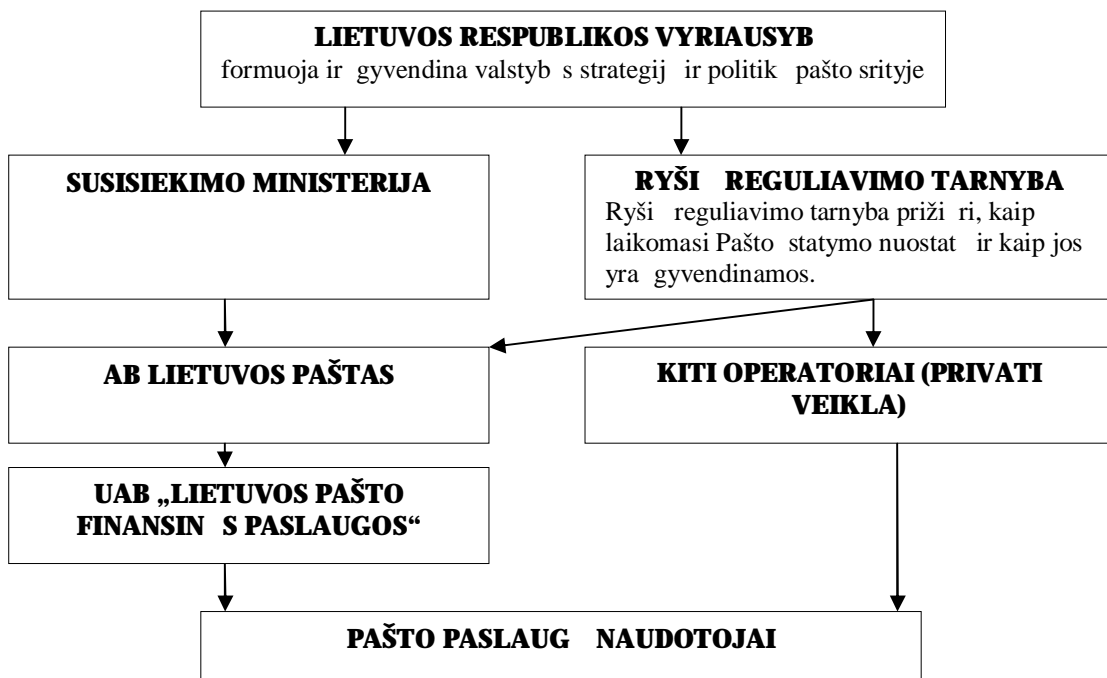 LIETUVOS RESPUBLIKOS VYRIAUSYB
formuoja ir gyvendina valstyb s strategij ir politik pašto srityje
SUSISIEKIMO MINISTERIJA
RYŠI REGULIAVIMO TARNYBA
Ryši reguliavimo tarnyba priži ri, kaip
laikomasi Pašto statymo nuostat ir kaip jos
yra gyvendinamos.
AB LIETUVOS PAŠTAS
KITI OPERATORIAI (PRIVATI
VEIKLA)
UAB „LIETUVOS PAŠTO
FINANSIN S PASLAUGOS“
PAŠTO PASLAUG NAUDOTOJAI